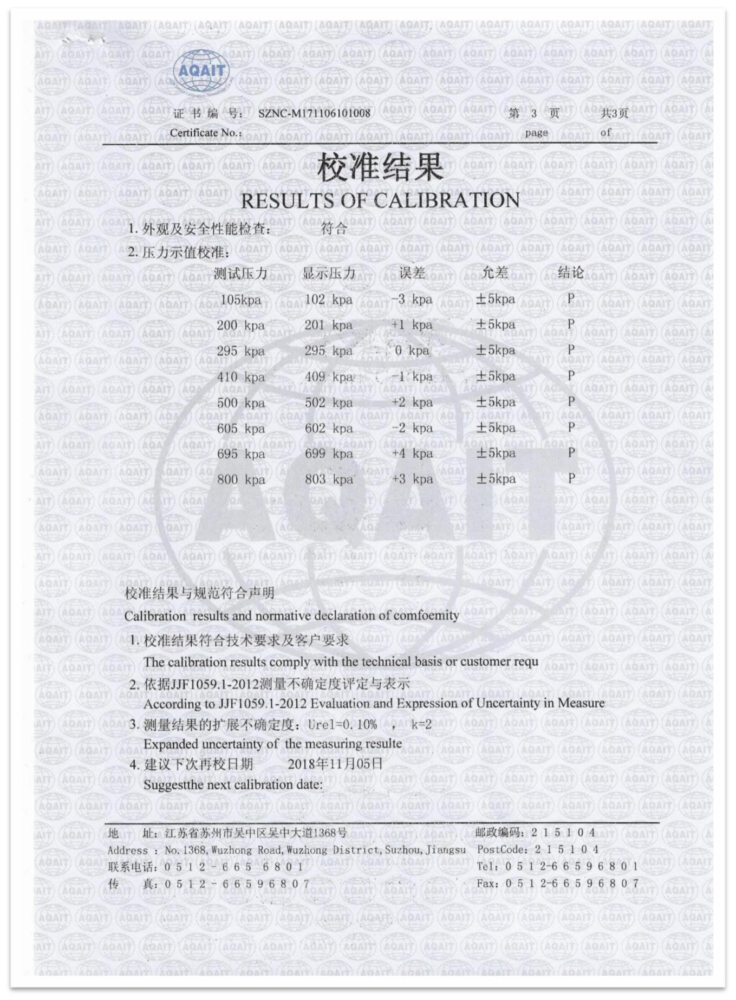 AQAIT
证 书 编 号： SZNC-M171106101008 第 3 页 共3页
Certificate No.: page of
校准结果
RESULTS OF CALIBRATION
1. 外观及安全性能检查： 符合
2. 压力示值校准：
测试压力 显示压力 误差 允差 结论
105kpa 102 kpa -3 kpa ±5kpa P
200 kpa 201 kpa +1 kpa ±5kpa P
295 kpa 295 kpa 0 kpa ±5kpa P
410 kpa 409 kpa -1 kpa ±5kpa P
500 kpa 502 kpa +2 kpa ±5kpa P
605 kpa 602 kpa -2 kpa ±5kpa P
695 kpa 699 kpa +4 kpa ±5kpa P
800 kpa 803 kpa +3 kpa ±5kpa P
校准结果与规范符合声明
Calibration results and normative declaration of comfoemity
1. 校准结果符合技术要求及客户要求
The calibration results comply with the technical basis or customer requ
2. 依据JJF1059.1-2012测量不确定度评定与表示
According to JJF1059.1-2012 Evaluation and Expression of Uncertainty in Measure
3. 测量结果的扩展不确定度：Urel=0.10% ， k=2
Expanded uncertainty of the measuring resulte
4. 建议下次再校日期 2018年11月05日
Suggestthe next calibration date:
地 址：江苏省苏州市吴中区吴中大道1368号 邮政编码：2 1 5 1 0 4
Address : No.1368,Wuzhong Road,Wuzhong District,Suzhou,Jiangsu PostCode：2 1 5 1 0 4
联系电话：0 5 1 2 - 6 6 5 6 8 0 1 Tel：0 5 1 2-6 6 5 9 6 8 0 1
传 真：0 5 1 2 - 6 6 5 9 6 8 0 7 Fax：0 5 1 2-6 6 5 9 6 8 0 7